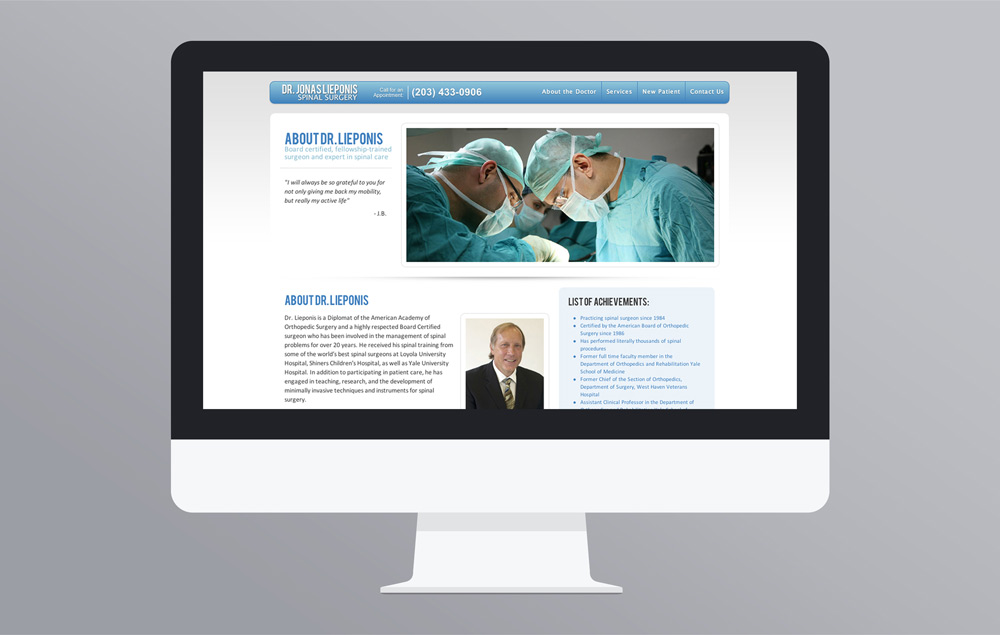 DR. JONAS LIEPONIS
SPINAL SURGERY
Call for an
Appointment:
(203) 433-0906
About the Doctor
Services
New Patient
Contact Us
ABOUT DR. LIEPONIS
Board certified, fellowship-trained
surgeon and expert in spinal care
"I will always be so grateful to you for
not only giving me back my mobility,
but really my active life"
- J.B.
ABOUT DR. LIEPONIS
Dr. Lieponis is a Diplomat of the American Academy of
Orthopedic Surgery and a highly respected Board Certified
surgeon who has been involved in the management of spinal
problems for over 20 years. He received his spinal training from
some of the world's best spinal surgeons at Loyola University
Hospital, Shiners Children's Hospital, as well as Yale University
Hospital. In addition to participating in patient care, he has
engaged in teaching, research, and the development of
minimally invasive techniques and instruments for spinal
surgery.
LIST OF ACHIEVEMENTS:
Practicing spinal surgeon since 1984
Certified by the American Board of Orthopedic
Surgery since 1986
Has performed literally thousands of spinal
procedures
Former full time faculty member in the
Department of Orthopedics and Rehabilitation Yale
School of Medicine
Former Chief of the Section of Orthopedics,
Department of Surgery, West Haven Veterans
Hospital
Assistant Clinical Professor in the Department of